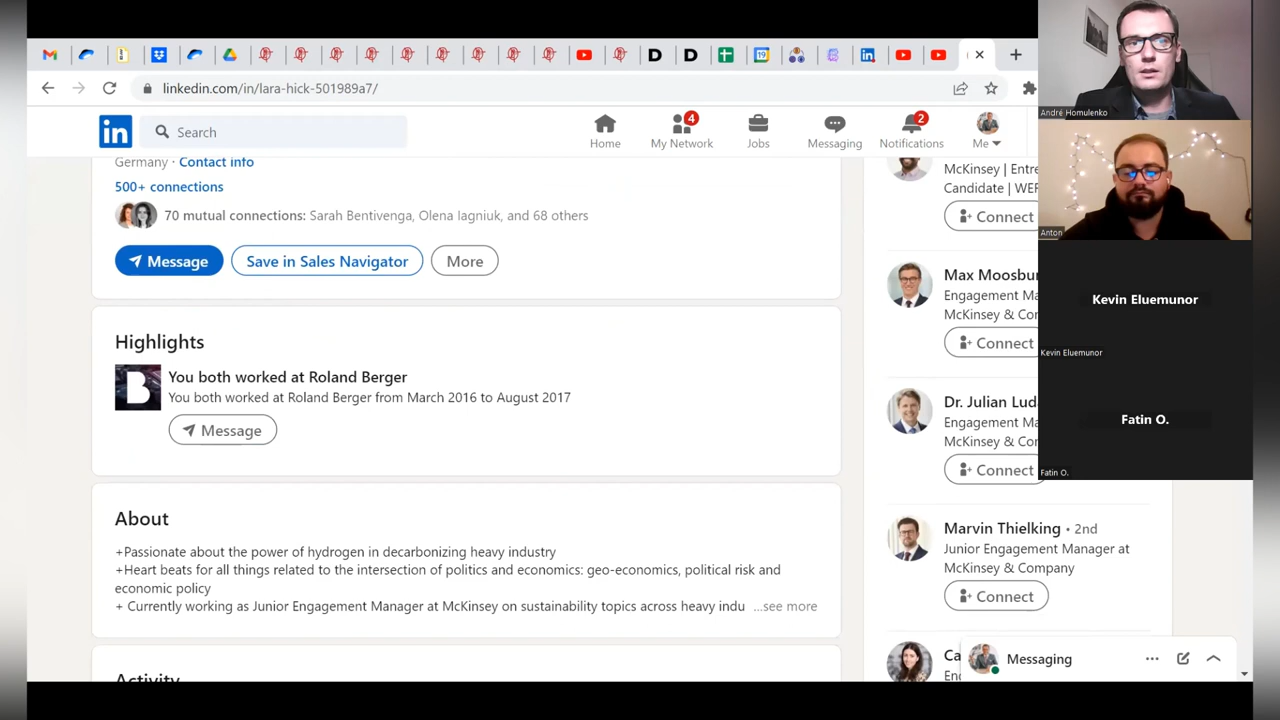 linkedin.com/in/lara-hick-501989a7/
in
Search
4
2
Home
My Network
Jobs
Messaging
Notifications
Me
Germany · Contact info
500+ connections
70 mutual connections: Sarah Bentivenga, Olena Iagniuk, and 68 others
Message
Save in Sales Navigator
More
Highlights
B
You both worked at Roland Berger
You both worked at Roland Berger from March 2016 to August 2017
Message
About
+Passionate about the power of hydrogen in decarbonizing heavy industry
+Heart beats for all things related to the intersection of politics and economics: geo-economics, political risk and
economic policy
+ Currently working as Junior Engagement Manager at McKinsey on sustainability topics across heavy indu ...see more
Activity
McKinsey | Entre
Candidate | WEF
Connect
Max Moosbu
Engagement Ma
McKinsey & Co
Connect
Dr. Julian Lud
Engagement Ma
McKinsey & Co
Connect
Marvin Thielking • 2nd
Junior Engagement Manager at
McKinsey & Company
Connect
Ca
Eng
Messaging
André Homulenko
Anton
Kevin Eluemunor
Kevin Eluemunor
Fatin O.
Fatin O.